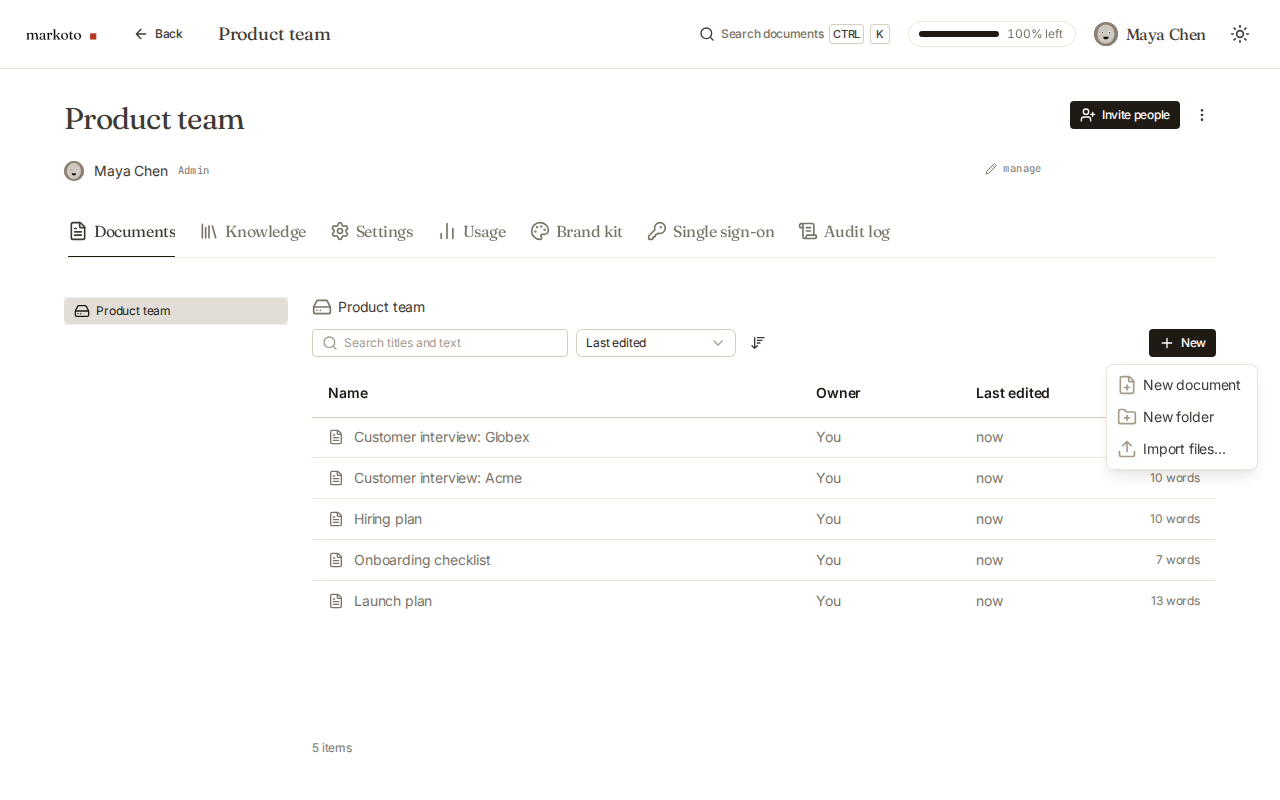 markoto
Back
Product team
Search documents CTRL K
100% left
Maya Chen
Product team
Invite people
Maya Chen Admin
manage
Documents
Knowledge
Settings
Usage
Brand kit
Single sign-on
Audit log
Product team
Product team
Search titles and text
Last edited
New
New document
New folder
Import files...
Name Owner Last edited
Customer interview: Globex You now
Customer interview: Acme You now 10 words
Hiring plan You now 10 words
Onboarding checklist You now 7 words
Launch plan You now 13 words
5 items